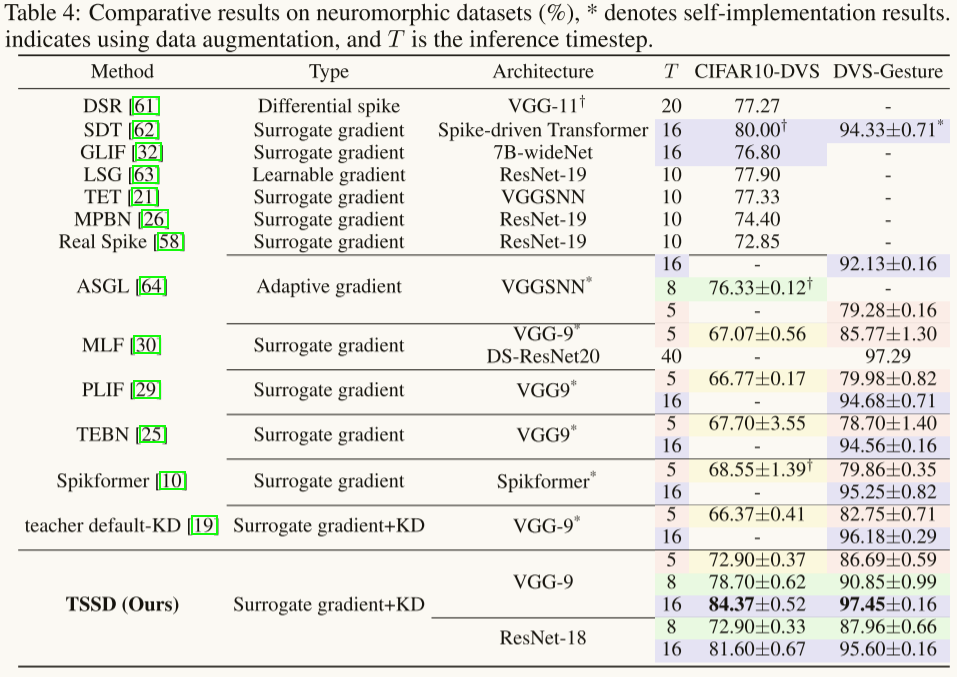 Table 4: Comparative results on neuromorphic datasets (%), * denotes self-implementation results.
indicates using data augmentation, and T is the inference timestep.
Method Type Architecture T CIFAR10-DVS DVS-Gesture
DSR [61] Differential spike VGG-11† 20 77.27 -
SDT [62] Surrogate gradient Spike-driven Transformer 16 80.00† 94.33±0.71*
GLIF [32] Surrogate gradient 7B-wideNet 16 76.80 -
LSG [63] Learnable gradient ResNet-19 10 77.90 -
TET [21] Surrogate gradient VGGSNN 10 77.33 -
MPBN [26] Surrogate gradient ResNet-19 10 74.40 -
Real Spike [58] Surrogate gradient ResNet-19 10 72.85 -
16 - 92.13±0.16
ASGL [64] Adaptive gradient VGGSNN* 8 76.33±0.12† -
5 - 79.28±0.16
MLF [30] Surrogate gradient VGG-9* 5 67.07±0.56 85.77±1.30
DS-ResNet20 40 - 97.29
PLIF [29] Surrogate gradient VGG9* 5 66.77±0.17 79.98±0.82
16 - 94.68±0.71
TEBN [25] Surrogate gradient VGG9* 5 67.70±3.55 78.70±1.40
16 - 94.56±0.16
Spikformer [10] Surrogate gradient Spikformer* 5 68.55±1.39† 79.86±0.35
16 - 95.25±0.82
teacher default-KD [19] Surrogate gradient+KD VGG-9* 5 66.37±0.41 82.75±0.71
16 - 96.18±0.29
TSSD (Ours) Surrogate gradient+KD VGG-9 5 72.90±0.37 86.69±0.59
8 78.70±0.62 90.85±0.99
16 84.37±0.52 97.45±0.16
ResNet-18 8 72.90±0.33 87.96±0.66
16 81.60±0.67 95.60±0.16